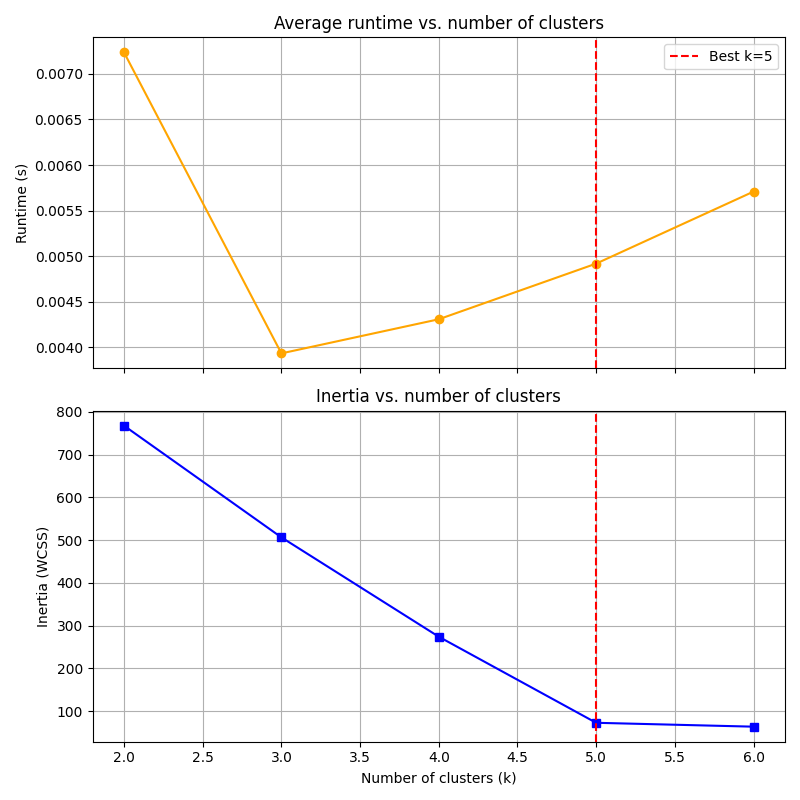 Average runtime vs. number of clusters
Best k=5
0.0070
0.0065
0.0060
0.0055
0.0050
0.0045
0.0040
Runtime (s)
Inertia vs. number of clusters
800
700
600
500
400
300
200
100
Inertia (WCSS)
2.0 2.5 3.0 3.5 4.0 4.5 5.0 5.5 6.0
Number of clusters (k)